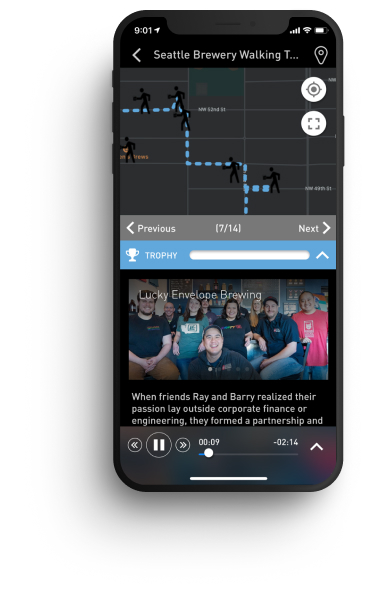 9:01
Seattle Brewery Walking T...
NW
NW 52nd St
NW 49th St
Previous
(7/14)
Next
TROPHY
Lucky Envelope Brewing
When friends Ray and Barry realized their
passion lay outside corporate finance or
engineering, they formed a partnership and
00:09
-02:14